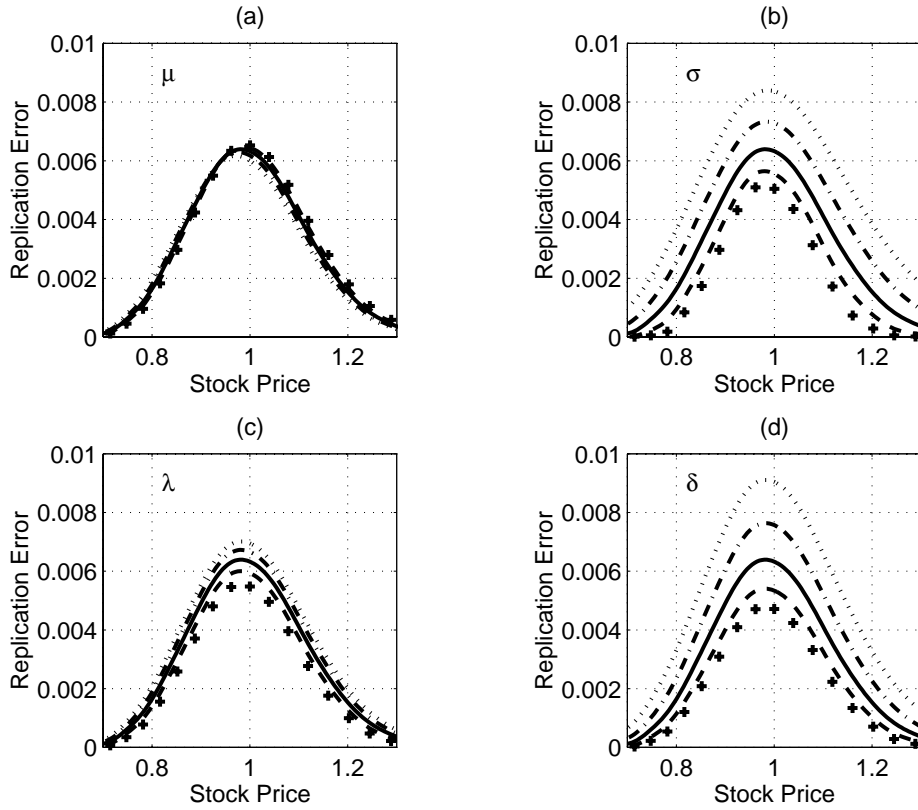 (a)
0.01
0.008
0.006
0.004
0.002
0
Replication Error
μ
0.8
1
1.2
Stock Price
(b)
0.01
0.008
0.006
0.004
0.002
0
Replication Error
σ
0.8
1
1.2
Stock Price
(c)
0.01
0.008
0.006
0.004
0.002
0
Replication Error
λ
0.8
1
1.2
Stock Price
(d)
0.01
0.008
0.006
0.004
0.002
0
Replication Error
δ
0.8
1
1.2
Stock Price